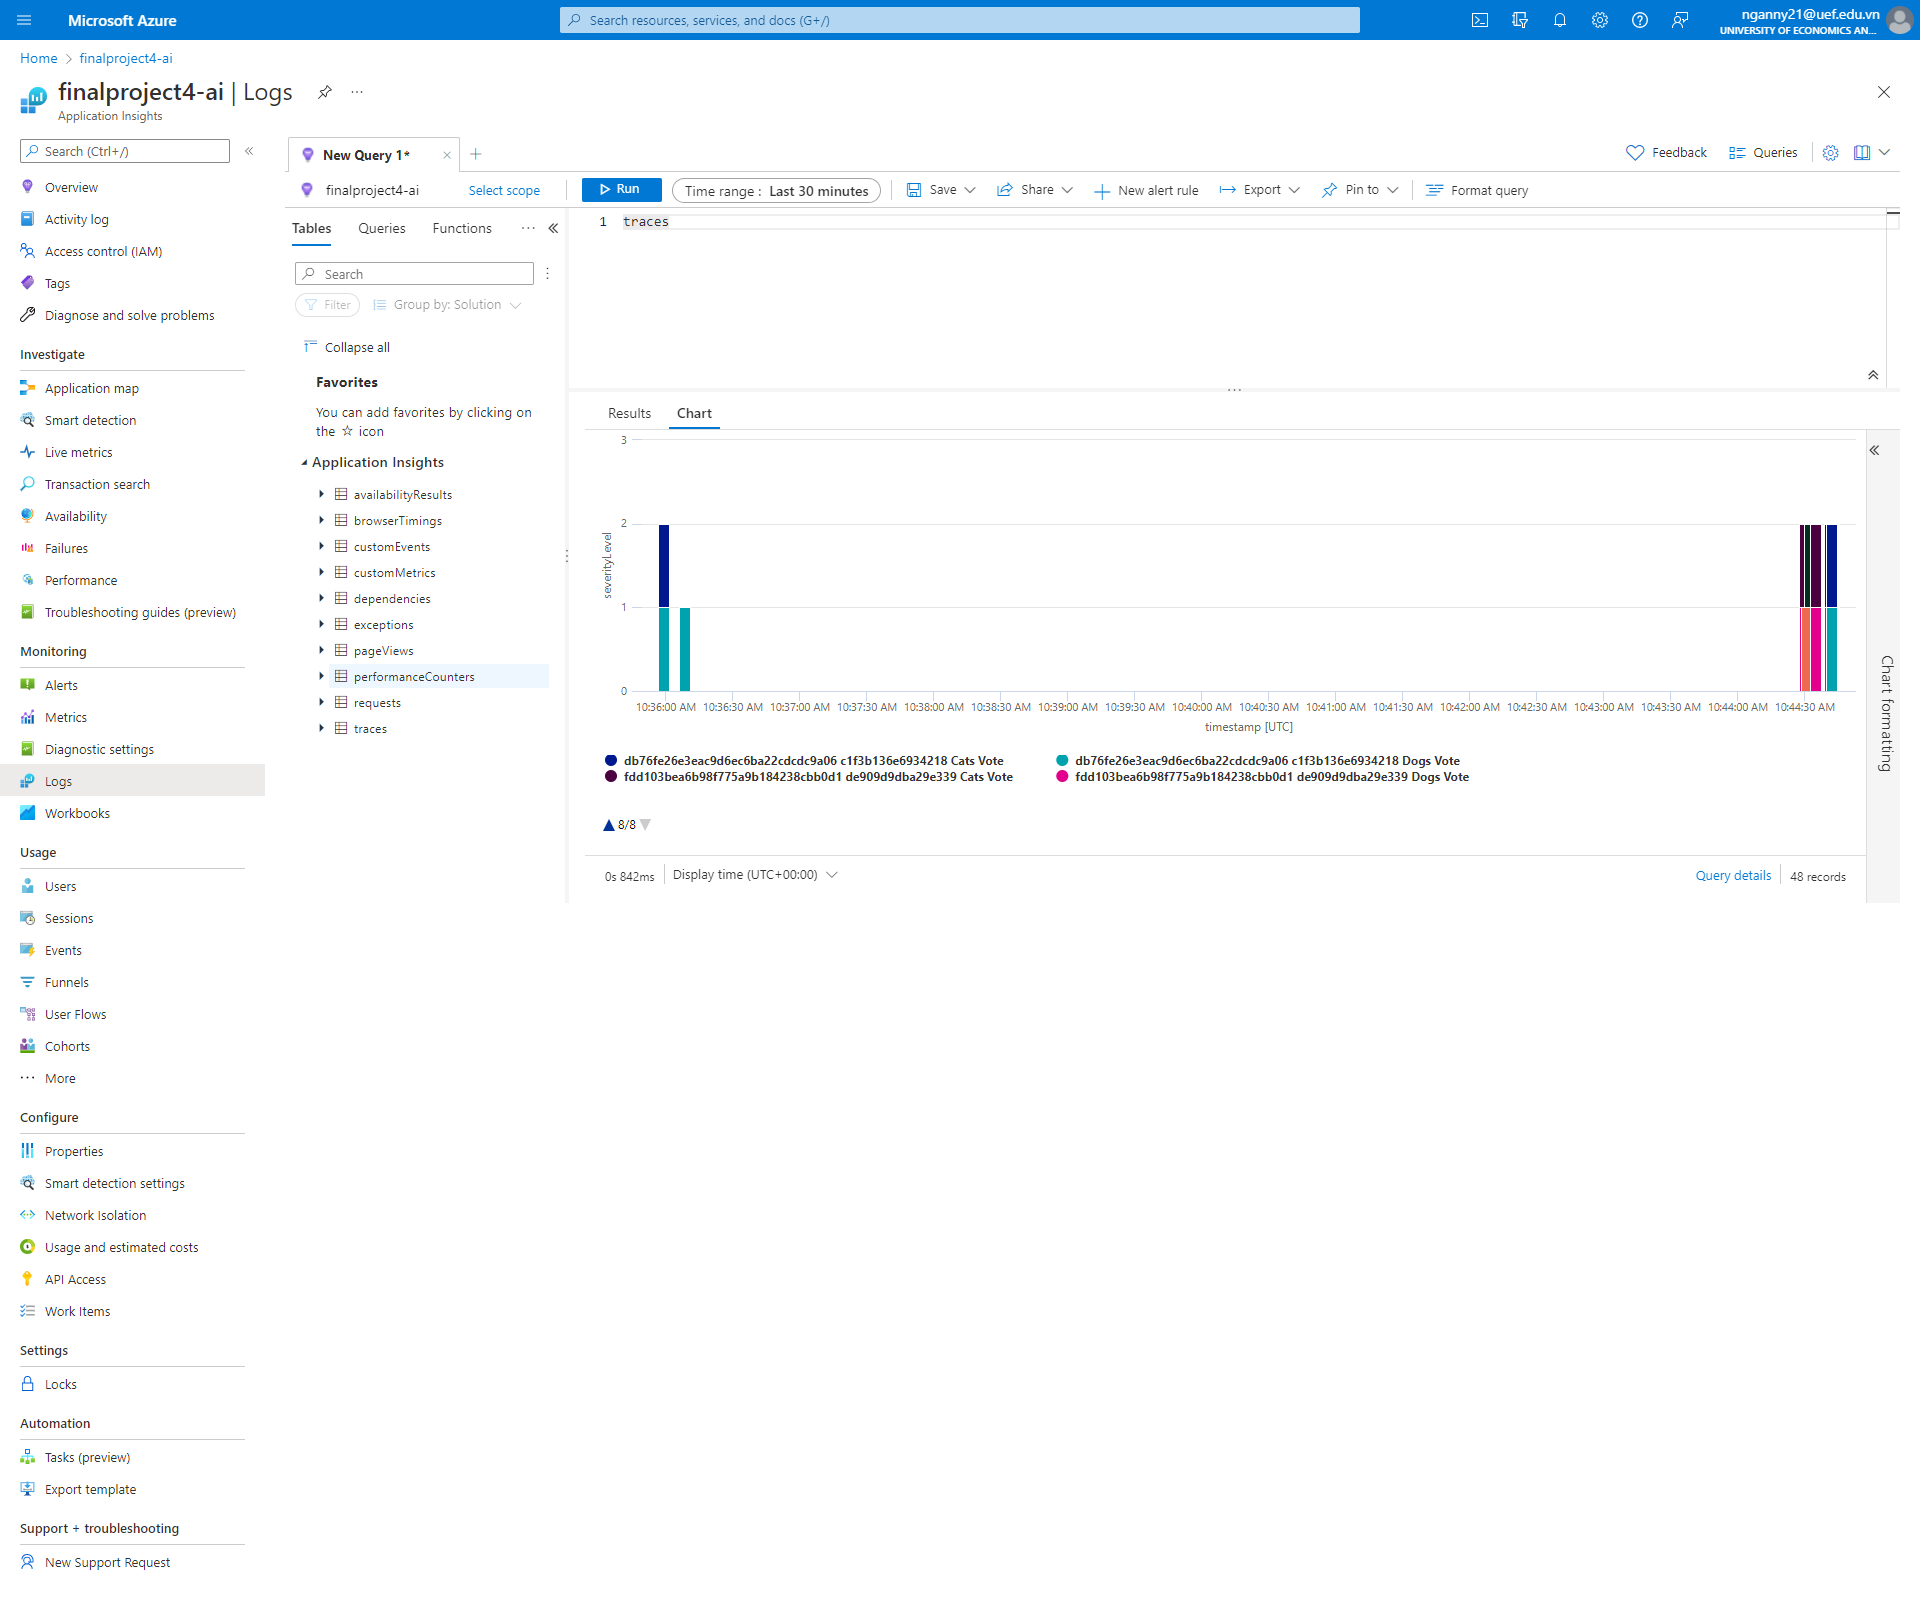 Microsoft Azure
Search resources, services, and docs (G+/)
nganny21@uef.edu.vn
UNIVERSITY OF ECONOMICS AN...
Home > finalproject4-ai
finalproject4-ai | Logs
Application Insights
Search (Ctrl+/)
Overview
Activity log
Access control (IAM)
Tags
Diagnose and solve problems
Investigate
Application map
Smart detection
Live metrics
Transaction search
Availability
Failures
Performance
Troubleshooting guides (preview)
Monitoring
Alerts
Metrics
Diagnostic settings
Logs
Workbooks
Usage
Users
Sessions
Events
Funnels
User Flows
Cohorts
More
Configure
Properties
Smart detection settings
Network Isolation
Usage and estimated costs
API Access
Work Items
Settings
Locks
Automation
Tasks (preview)
Export template
Support + troubleshooting
New Support Request
New Query 1*
Feedback
Queries
finalproject4-ai
Select scope
Run
Time range : Last 30 minutes
Save
Share
New alert rule
Export
Pin to
Format query
Tables
Queries
Functions
Search
Filter
Group by: Solution
Collapse all
Favorites
You can add favorites by clicking on
the ☆ icon
Application Insights
availabilityResults
browserTimings
customEvents
customMetrics
dependencies
exceptions
pageViews
performanceCounters
requests
traces
1 traces
Results
Chart
3
2
1
0
severityLevel
10:36:00 AM 10:36:30 AM 10:37:00 AM 10:37:30 AM 10:38:00 AM 10:38:30 AM 10:39:00 AM 10:39:30 AM 10:40:00 AM 10:40:30 AM 10:41:00 AM 10:41:30 AM 10:42:00 AM 10:42:30 AM 10:43:00 AM 10:43:30 AM 10:44:00 AM 10:44:30 AM
timestamp [UTC]
db76fe26e3eac9d6ec6ba22cdcdc9a06 c1f3b136e6934218 Cats Vote
db76fe26e3eac9d6ec6ba22cdcdc9a06 c1f3b136e6934218 Dogs Vote
fdd103bea6b98f775a9b184238cbb0d1 de909d9dba29e339 Cats Vote
fdd103bea6b98f775a9b184238cbb0d1 de909d9dba29e339 Dogs Vote
8/8
Chart formatting
0s 842ms
Display time (UTC+00:00)
Query details
48 records